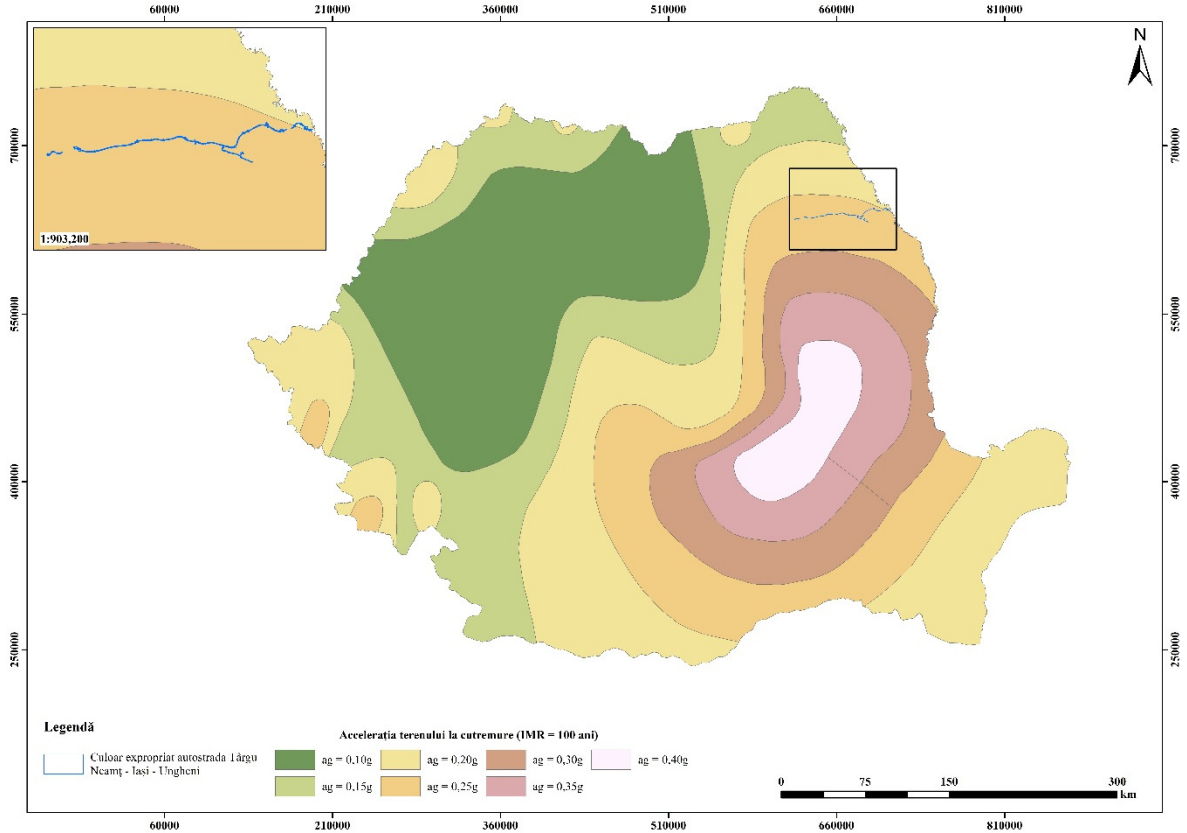 60000 210000 360000 510000 660000 810000
N
700000 700000
1:903,200
550000 550000
400000 400000
250000 250000
Legendă
Acceleraţia terenului la cutremure (IMR = 100 ani)
Culoar expropriat autostrada Târgu
Neamţ - Iaşi - Ungheni
ag = 0,10g ag = 0,20g ag = 0,30g ag = 0,40g
ag = 0,15g ag = 0,25g ag = 0,35g
0 75 150 300
km
60000 210000 360000 510000 660000 810000